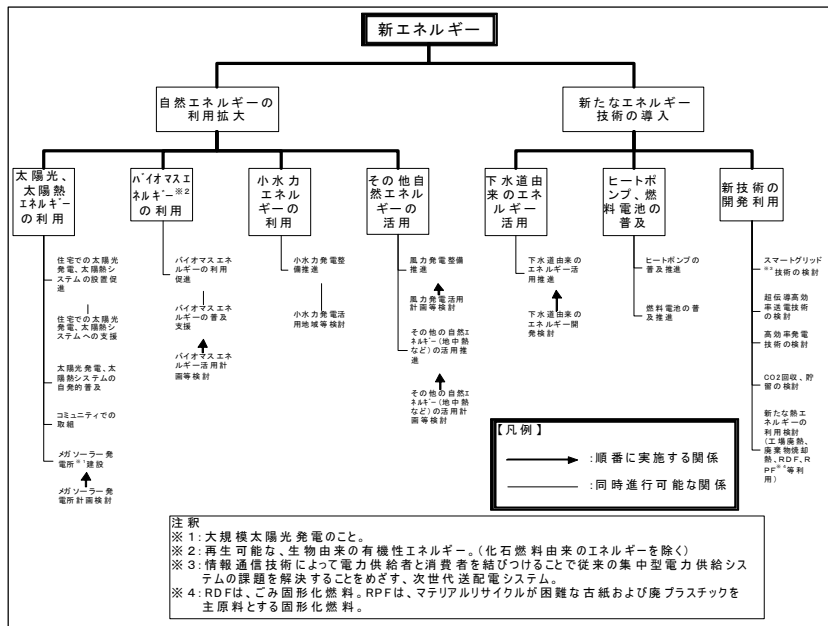 新エネルギー
自然エネルギーの
利用拡大
新たなエネルギー
技術の導入
太陽光、
太陽熱
エネルギー
の利用
バイオマスエ
ネルギー※2
の利用
小水力
エネル
ギーの利用
その他自
然エネル
ギーの
活用
下水道由
来のエネ
ルギー
活用
ヒートポ
ンプ、燃
料電池の
普及
新技術の
開発利用
住宅での太陽光
発電、太陽熱シ
ステムの設置促
進
住宅での太陽光
発電、太陽熱シ
ステムへの支援
太陽光発電、太
陽熱システムの
自発的普及
コミュニティでの
取組
メガソーラー発
電所※1建設
メガソーラー発
電所計画検討
バイオマスエネ
ルギーの利用
促進
バイオマスエネ
ルギーの普及
支援
バイオマスエネ
ルギー活用計
画等検討
小水力発電整
備推進
小水力発電活
用地域等検討
風力発電整備
推進
風力発電活用
計画等検討
その他の自然エ
ネルギー(地中熱
など)の活用推
進
その他の自然エ
ネルギー(地中熱
など)の活用計
画等検討
下水道由来の
エネルギー活
用推進
下水道由来の
エネルギー開発
検討
ヒートポンプの
普及推進
燃料電池の普
及推進
スマートグリッド
※3技術の検討
超伝導高効
率送電技術
の検討
高効率発電
技術の検討
CO2回収、貯
留の検討
新たな熱エ
ネルギーの
利用検討
(工場廃熱、
廃棄物焼却
熱、RDF、R
PF※4等利
用)
【凡例】
:順番に実施する関係
:同時進行可能な関係
注釈
※1:大規模太陽光発電のこと。
※2:再生可能な、生物由来の有機性エネルギー。(化石燃料由来のエネルギーを除く)
※3:情報通信技術によって電力供給者と消費者を結びつけることで従来の集中型電力供給シス
テムの課題を解決することをめざす、次世代送配電システム。
※4:RDFは、ごみ固形化燃料。RPFは、マテリアルリサイクルが困難な古紙および廃プラスチックを
主原料とする固形化燃料。